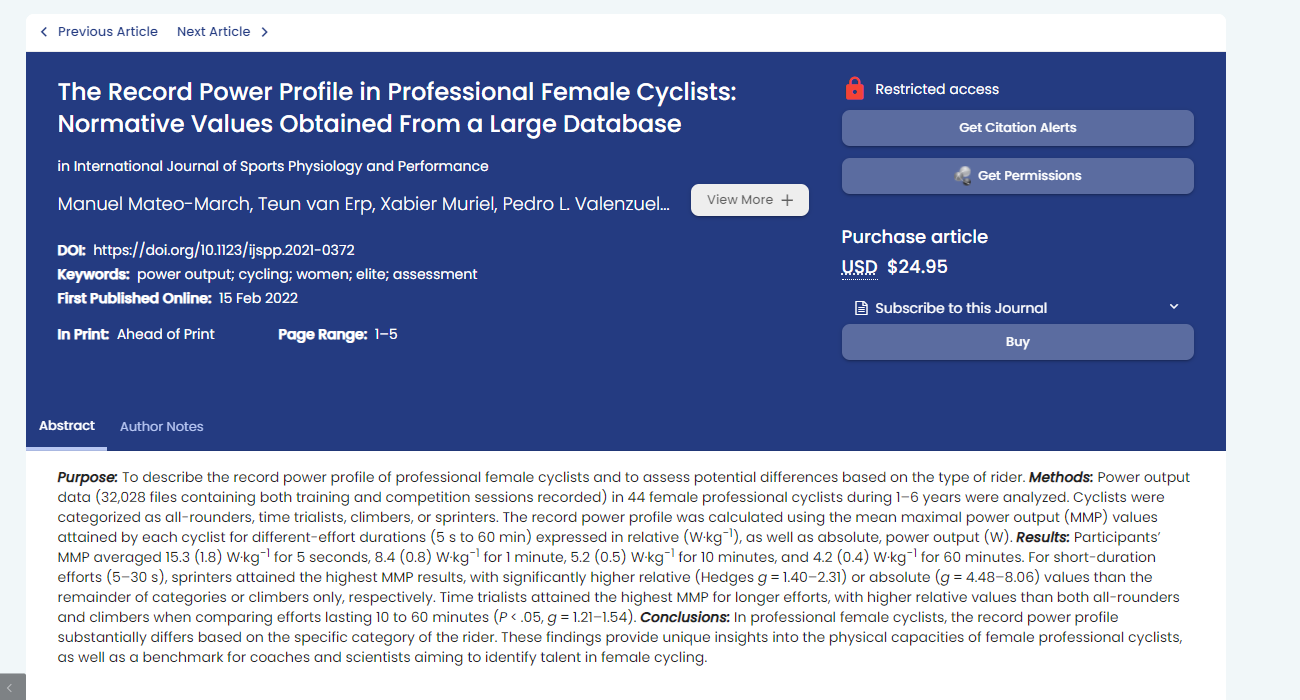 Previous Article Next Article
The Record Power Profile in Professional Female Cyclists:
Normative Values Obtained From a Large Database
in International Journal of Sports Physiology and Performance
Manuel Mateo-March, Teun van Erp, Xabier Muriel, Pedro L. Valenzuel...
View More
DOI: https://doi.org/10.1123/ijspp.2021-0372
Keywords: power output; cycling; women; elite; assessment
First Published Online: 15 Feb 2022
In Print: Ahead of Print Page Range: 1–5
Restricted access
Get Citation Alerts
Get Permissions
Purchase article
USD $24.95
Subscribe to this Journal
Buy
Abstract Author Notes
Purpose: To describe the record power profile of professional female cyclists and to assess potential differences based on the type of rider. Methods: Power output
data (32,028 files containing both training and competition sessions recorded) in 44 female professional cyclists during 1–6 years were analyzed. Cyclists were
categorized as all-rounders, time trialists, climbers, or sprinters. The record power profile was calculated using the mean maximal power output (MMP) values
attained by each cyclist for different-effort durations (5 s to 60 min) expressed in relative (W·kg⁻¹), as well as absolute, power output (W). Results: Participants’
MMP averaged 15.3 (1.8) W·kg⁻¹ for 5 seconds, 8.4 (0.8) W·kg⁻¹ for 1 minute, 5.2 (0.5) W·kg⁻¹ for 10 minutes, and 4.2 (0.4) W·kg⁻¹ for 60 minutes. For short-duration
efforts (5–30 s), sprinters attained the highest MMP results, with significantly higher relative (Hedges g = 1.40–2.31) or absolute (g = 4.48–8.06) values than the
remainder of categories or climbers only, respectively. Time trialists attained the highest MMP for longer efforts, with higher relative values than both all-rounders
and climbers when comparing efforts lasting 10 to 60 minutes (P < .05, g = 1.21–1.54). Conclusions: In professional female cyclists, the record power profile
substantially differs based on the specific category of the rider. These findings provide unique insights into the physical capacities of female professional cyclists,
as well as a benchmark for coaches and scientists aiming to identify talent in female cycling.